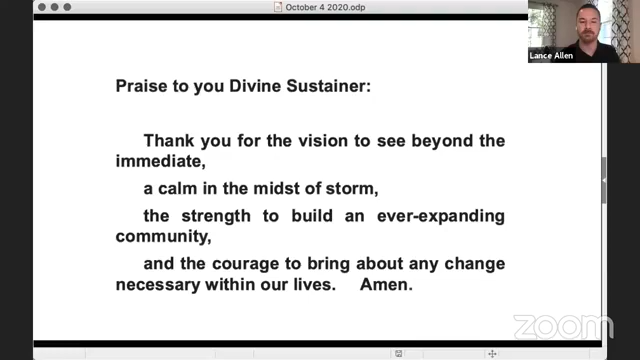 October 4 2020.odp
Lance Allen
Praise to you Divine Sustainer:
Thank you for the vision to see beyond the
immediate,
a calm in the midst of storm,
the strength to build an ever-expanding
community,
and the courage to bring about any change
necessary within our lives. Amen.
zoom